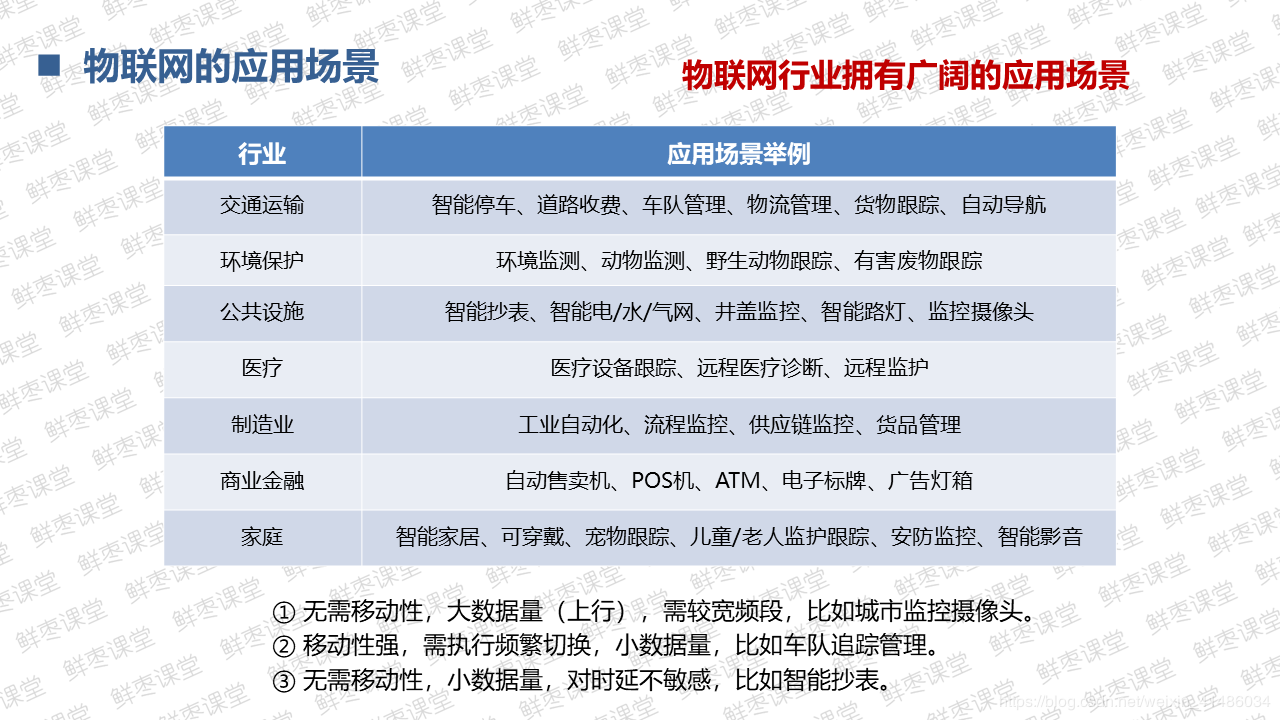 物联网的应用场景
物联网行业拥有广阔的应用场景
行业 应用场景举例
交通运输 智能停车、道路收费、车队管理、物流管理、货物跟踪、自动导航
环境保护 环境监测、动物监测、野生动物跟踪、有害废物跟踪
公共设施 智能抄表、智能电/水/气网、井盖监控、智能路灯、监控摄像头
医疗 医疗设备跟踪、远程医疗诊断、远程监护
制造业 工业自动化、流程监控、供应链监控、货品管理
商业金融 自动售卖机、POS机、ATM、电子标牌、广告灯箱
家庭 智能家居、可穿戴、宠物跟踪、儿童/老人监护跟踪、安防监控、智能影音
① 无需移动性，大数据量（上行），需较宽频段，比如城市监控摄像头。
② 移动性强，需执行频繁切换，小数据量，比如车队追踪管理。
③ 无需移动性，小数据量，对时延不敏感，比如智能抄表。
鲜枣课堂